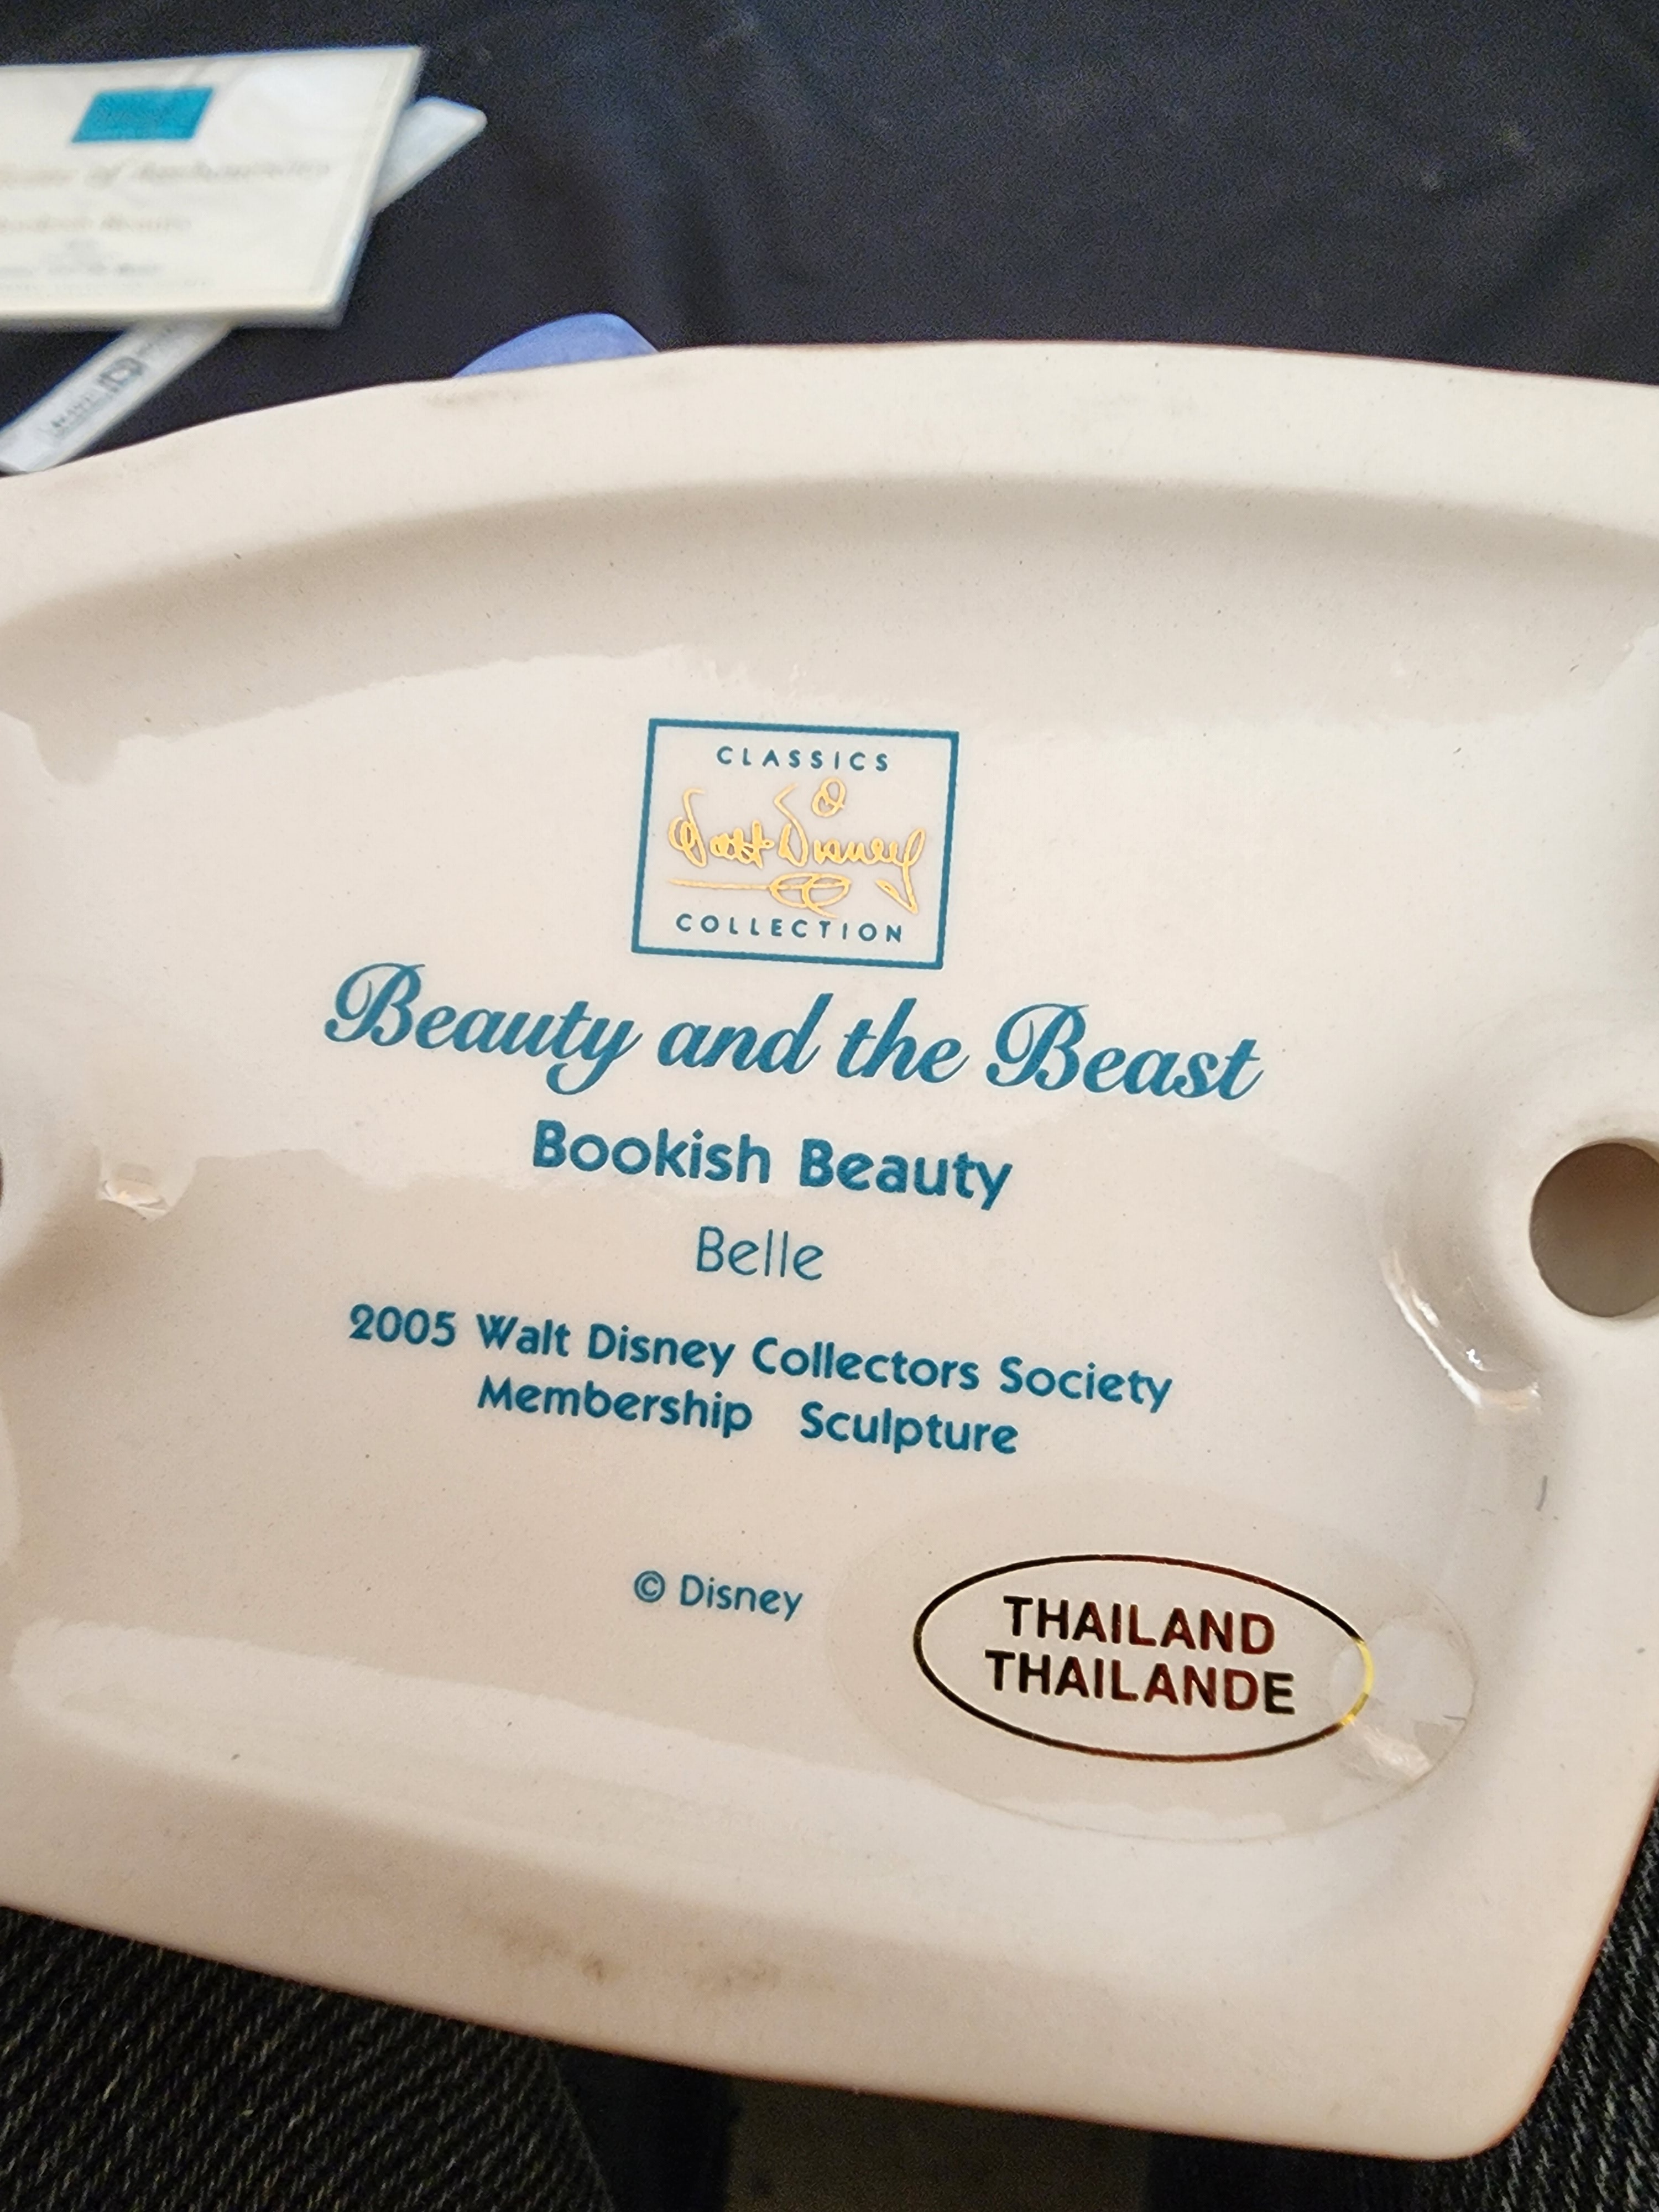 CLASSICS
Walt Disney
COLLECTION
Beauty and the Beast
Bookish Beauty
Belle
2005 Walt Disney Collectors Society
Membership Sculpture
© Disney
THAILAND
THAILANDE